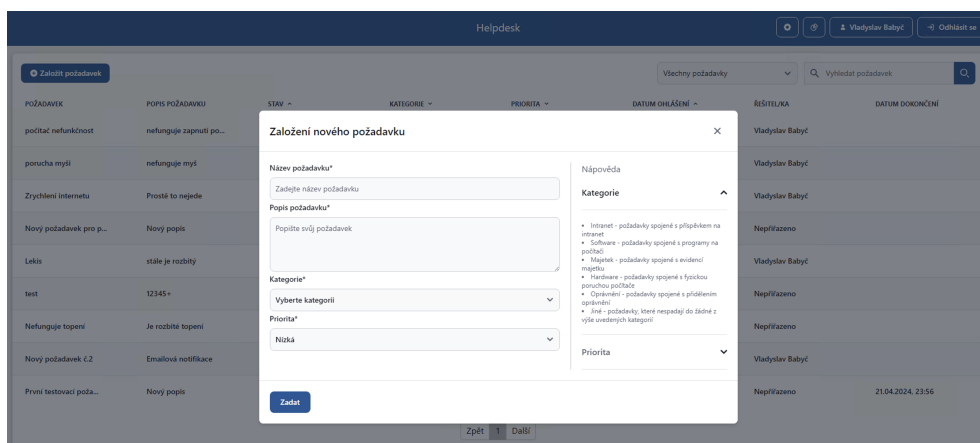 Helpdesk
Vladyslav Babyč
Odhlásit se
Založit požadavek
Všechny požadavky
Vyhledat požadavek
POŽADAVEK POPIS POŽADAVKU STAV KATEGORIE PRIORITA DATUM OHLÁŠENÍ ŘEŠITEL/KA DATUM DOKONČENÍ
počítač nefunkčnost nefunguje zapnutí po... Vladyslav Babyč
porucha myši nefunguje myš Vladyslav Babyč
Zrychlení internetu Prostě to nejede Vladyslav Babyč
Nový požadavek pro p... Nový popis Nepřiřazeno
Lekis stále je rozbitý Vladyslav Babyč
test 12345+ Nepřiřazeno
Nefunguje topení Je rozbité topení Nepřiřazeno
Nový požadavek č.2 Emailová notifikace Vladyslav Babyč
První testovací poža... Nový popis Nepřiřazeno 21.04.2024, 23:56
Založení nového požadavku
Název požadavku*
Zadejte název požadavku
Popis požadavku*
Popište svůj požadavek
Kategorie*
Vyberte kategorii
Priorita*
Nízká
Zadat
Nápověda
Kategorie
Intranet - požadavky spojené s příspěvkem na
intranet
Software - požadavky spojené s programy na
počítači
Majetek - požadavky spojené s evidencí
majetku
Hardware - požadavky spojené s fyzickou
poruchou počítače
Oprávnění - požadavky spojené s přidělením
oprávnění
Jiné - požadavky, které nespadají do žádné z
výše uvedených kategorií
Priorita
Zpět 1 Další